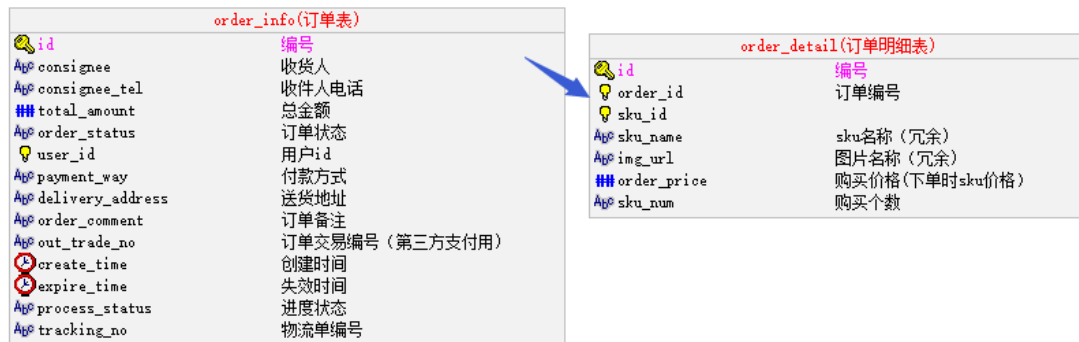 order_info(订单表)
id 编号
consignee 收货人
consignee_tel 收件人电话
total_amount 总金额
order_status 订单状态
user_id 用户id
payment_way 付款方式
delivery_address 送货地址
order_comment 订单备注
out_trade_no 订单交易编号（第三方支付用）
create_time 创建时间
expire_time 失效时间
process_status 进度状态
tracking_no 物流单编号
order_detail(订单明细表)
id 编号
order_id 订单编号
sku_id
sku_name sku名称（冗余）
img_url 图片名称（冗余）
order_price 购买价格(下单时sku价格）
sku_num 购买个数